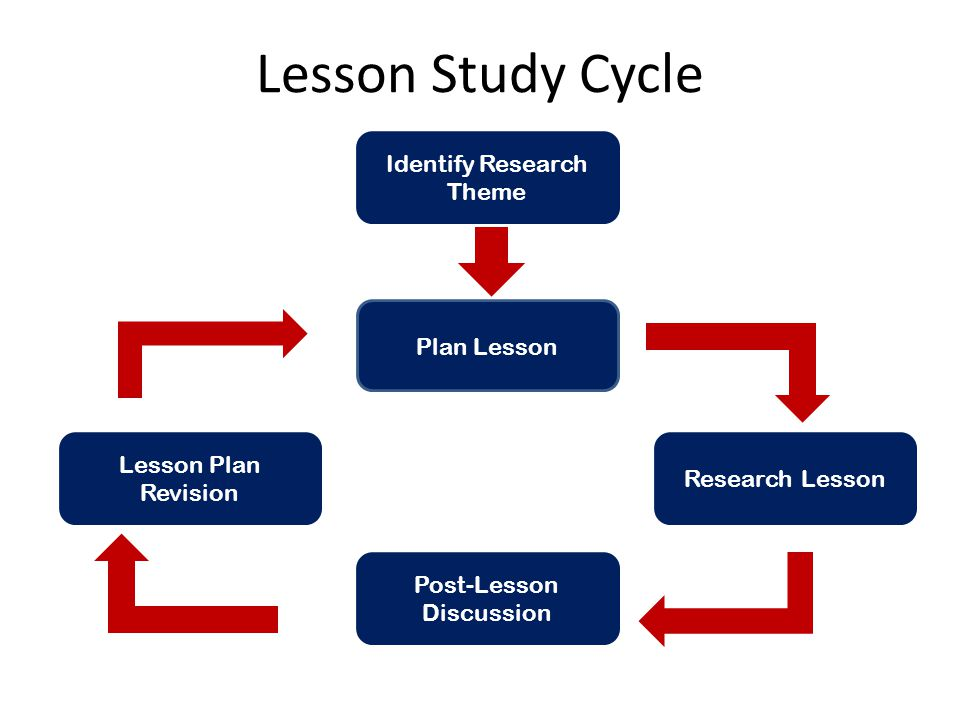 Lesson Study Cycle
Identify Research
Theme
Plan Lesson
Lesson Plan
Revision
Research Lesson
Post-Lesson
Discussion